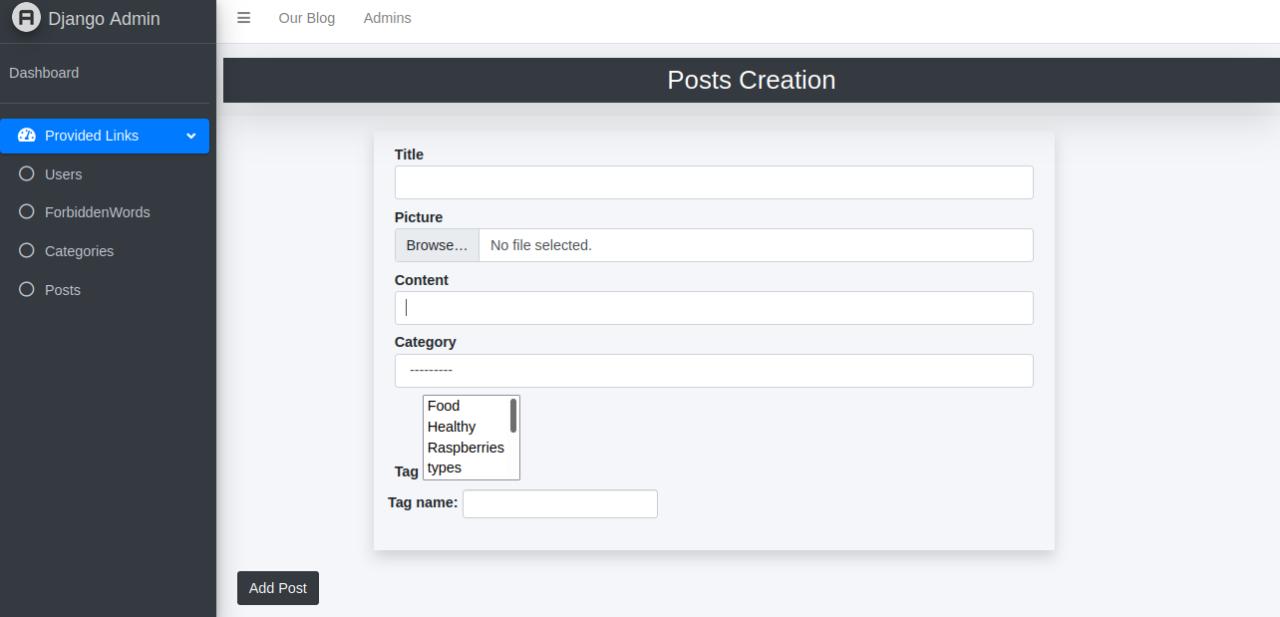 Django Admin
Our Blog
Admins
Dashboard
Posts Creation
Provided Links
Users
ForbiddenWords
Categories
Posts
Title
Picture
Browse...
No file selected.
Content
Category
---------
Food
Healthy
Raspberries
types
Tag
Tag name:
Add Post